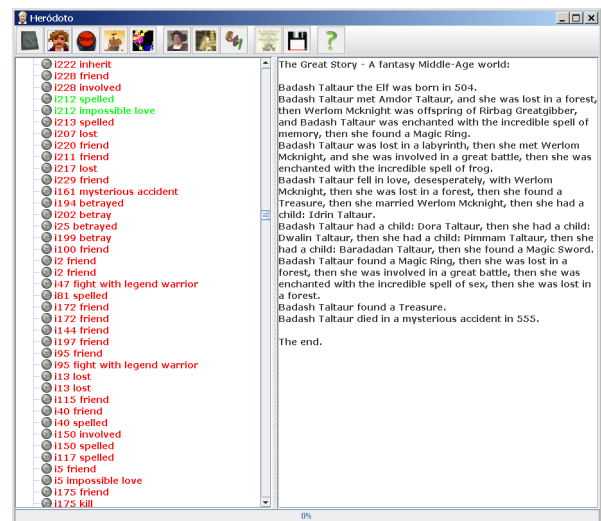 Heródoto
Start
i222 inherit
i228 friend
i228 involved
i212 spelled
i212 impossible love
i213 spelled
i207 lost
i220 friend
i211 friend
i217 lost
i229 friend
i161 mysterious accident
i194 betrayed
i202 betray
i25 betrayed
i199 betray
i100 friend
i2 friend
i2 friend
i47 fight with legend warrior
i81 spelled
i172 friend
i172 friend
i144 friend
i197 friend
i95 friend
i95 fight with legend warrior
i13 lost
i13 lost
i115 friend
i40 friend
i40 spelled
i150 involved
i150 spelled
i117 spelled
i5 friend
i5 impossible love
i175 friend
i175 kill
The Great Story - A fantasy Middle-Age world:
Badash Taltaur the Elf was born in 504.
Badash Taltaur met Amdor Taltaur, and she was lost in a forest,
then Werlom Mcknight was offspring of Rirbag Greatgibber,
and Badash Taltaur was enchanted with the incredible spell of
memory, then she found a Magic Ring.
Badash Taltaur was lost in a labyrinth, then she met Werlom
Mcknight, and she was involved in a great battle, then she was
enchanted with the incredible spell of frog.
Badash Taltaur fell in love, desesperately, with Werlom
Mcknight, then she was lost in a forest, then she found a
Treasure, then she married Werlom Mcknight, then she had a
child: Idrin Taltaur.
Badash Taltaur had a child: Dora Taltaur, then she had a child:
Dwalin Taltaur, then she had a child: Pimmam Taltaur, then she
had a child: Baradadan Taltaur, then she found a Magic Sword.
Badash Taltaur found a Magic Ring, then she was lost in a
forest, then she was involved in a great battle, then she was
enchanted with the incredible spell of sex, then she was lost in
a forest.
Badash Taltaur found a Treasure.
Badash Taltaur died in a mysterious accident in 555.
The end.
0%